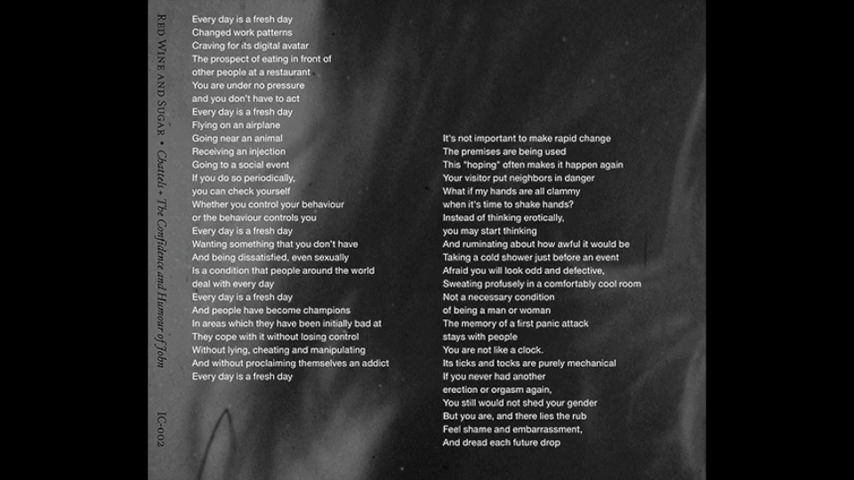 RED WINE AND SUGAR • Chattels + The Confidence and Humour of John IC-002
Every day is a fresh day
Changed work patterns
Craving for its digital avatar
The prospect of eating in front of
other people at a restaurant
You are under no pressure
and you don't have to act
Every day is a fresh day
Flying on an airplane
Going near an animal
Receiving an injection
Going to a social event
If you do so periodically,
you can check yourself
Whether you control your behaviour
or the behaviour controls you
Every day is a fresh day
Wanting something that you don't have
And being dissatisfied, even sexually
Is a condition that people around the world
deal with every day
Every day is a fresh day
And people have become champions
In areas which they have been initially bad at
They cope with it without losing control
Without lying, cheating and manipulating
And without proclaiming themselves an addict
Every day is a fresh day
It's not important to make rapid change
The premises are being used
This "hoping" often makes it happen again
Your visitor put neighbors in danger
What if my hands are all clammy
when it's time to shake hands?
Instead of thinking erotically,
you may start thinking
And ruminating about how awful it would be
Taking a cold shower just before an event
Afraid you will look odd and defective,
Sweating profusely in a comfortably cool room
Not a necessary condition
of being a man or woman
The memory of a first panic attack
stays with people
You are not like a clock.
Its ticks and tocks are purely mechanical
If you never had another
erection or orgasm again,
You still would not shed your gender
But you are, and there lies the rub
Feel shame and embarrassment,
And dread each future drop